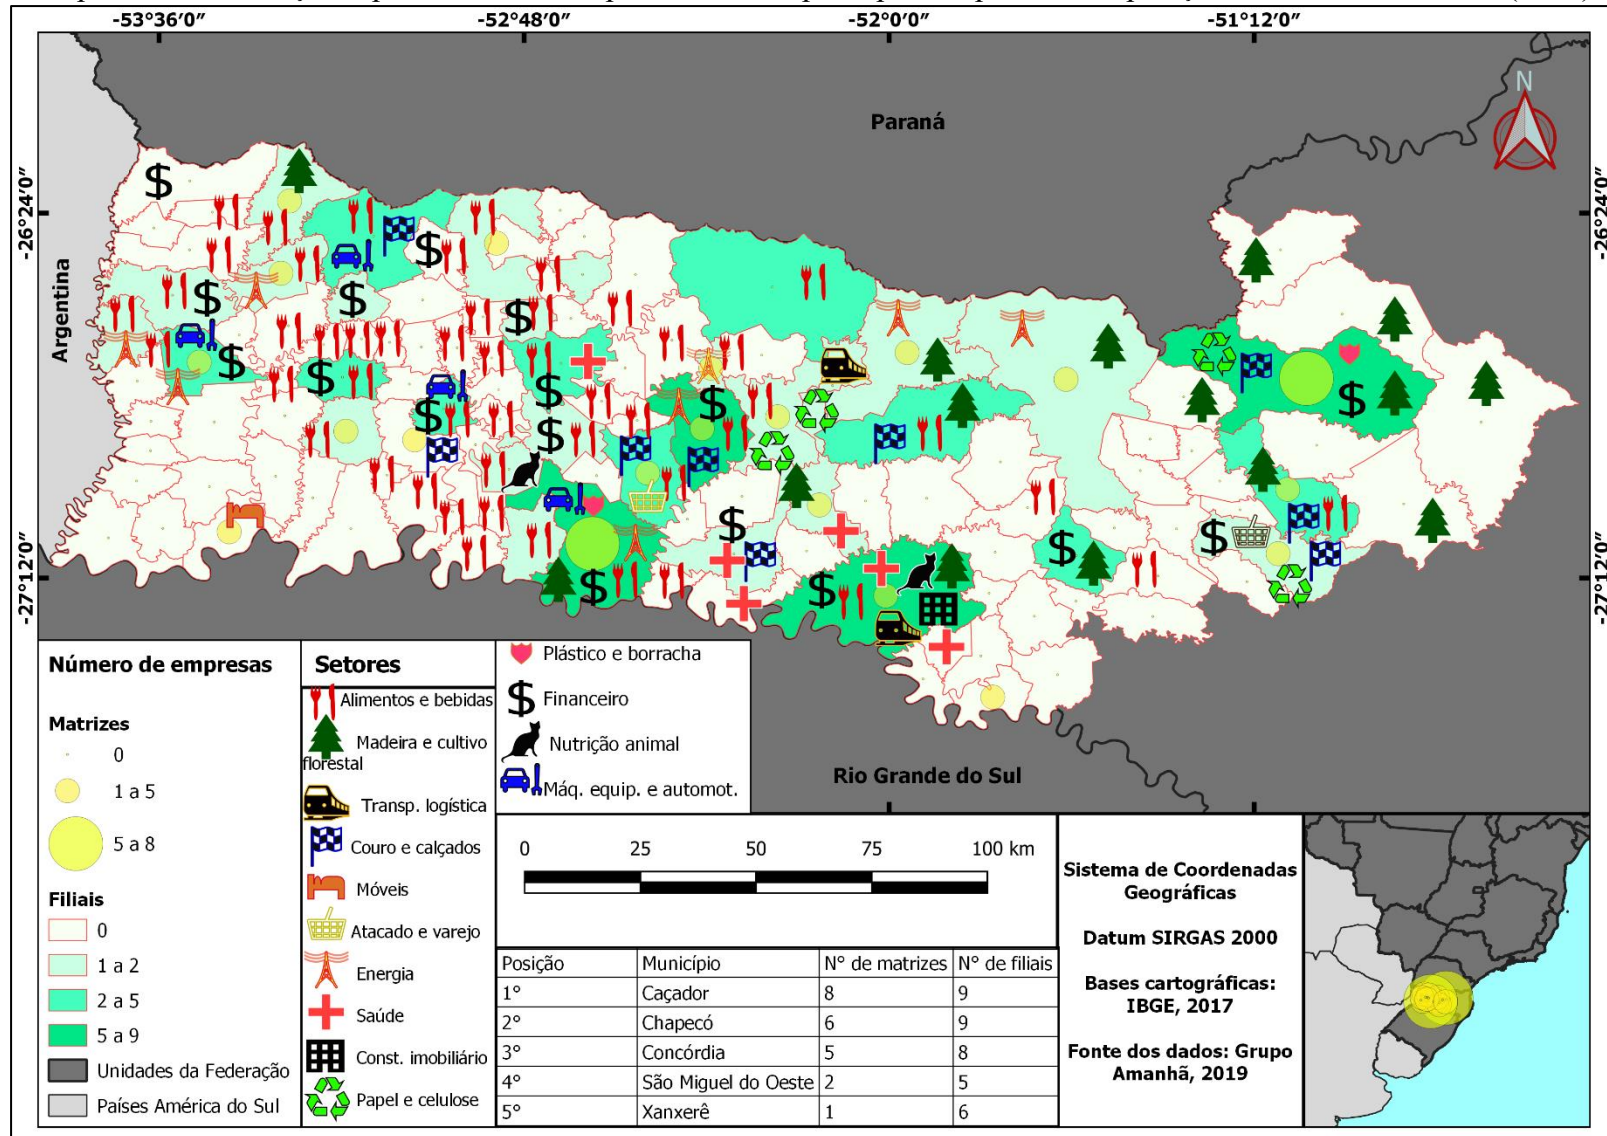 -53°36'0"
-52°48'0"
-52°0'0"
-51°12'0"
-26°24'0"
-26°24'0"
-26°48'0"
-26°48'0"
-27°12'0"
-27°12'0"
N
Paraná
Argentina
Rio Grande do Sul
Número de empresas
Matrizes
0
1 a 5
5 a 8
Filiais
0
1 a 2
2 a 5
5 a 9
Unidades da Federação
Países América do Sul
Setores
Alimentos e bebidas
Madeira e cultivo
florestal
Transp. logística
Couro e calçados
Móveis
Atacado e varejo
Energia
Saúde
Const. imobiliário
Papel e celulose
Plástico e borracha
Financeiro
Nutrição animal
Máq. equip. e automot.
0 25 50 75 100 km
Posição Município N° de matrizes N° de filiais
1° Caçador 8 9
2° Chapecó 6 9
3° Concórdia 5 8
4° São Miguel do Oeste 2 5
5° Xanxerê 1 6
Sistema de Coordenadas
Geográficas
Datum SIRGAS 2000
Bases cartográficas:
IBGE, 2017
Fonte dos dados: Grupo
Amanhã, 2019